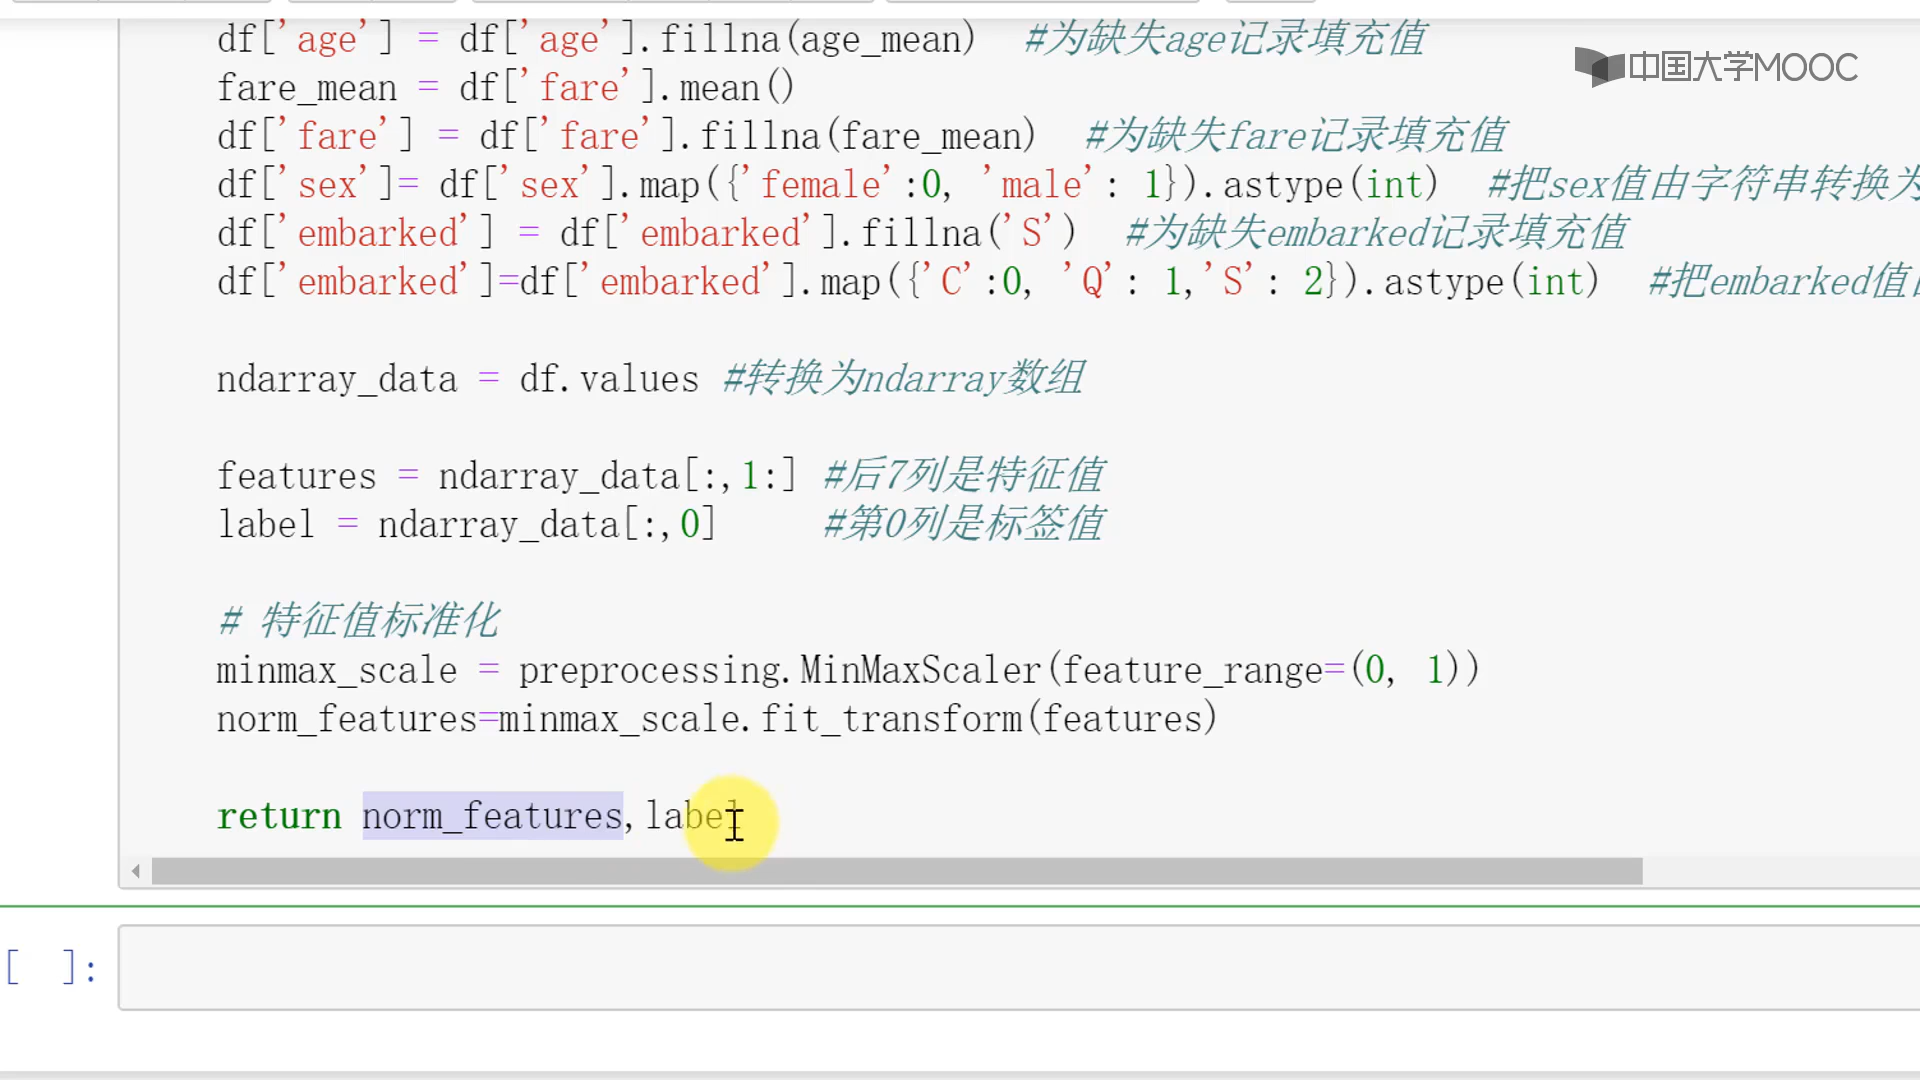 df['age'] = df['age'].fillna(age_mean)  #为缺失age记录填充值
中国大学MOOC
fare_mean = df['fare'].mean()
df['fare'] = df['fare'].fillna(fare_mean)  #为缺失fare记录填充值
df['sex']= df['sex'].map({'female':0, 'male': 1}).astype(int)  #把sex值由字符串转换为
df['embarked'] = df['embarked'].fillna('S')  #为缺失embarked记录填充值
df['embarked']=df['embarked'].map({'C':0, 'Q': 1,'S': 2}).astype(int)  #把embarked值
ndarray_data = df.values #转换为ndarray数组
features = ndarray_data[:,1:] #后7列是特征值
label = ndarray_data[:,0]     #第0列是标签值
# 特征值标准化
minmax_scale = preprocessing.MinMaxScaler(feature_range=(0, 1))
norm_features=minmax_scale.fit_transform(features)
return norm_features,label
[ ]: